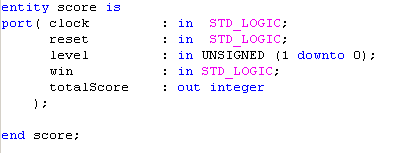 entity score is
port( clock : in STD_LOGIC;
reset : in STD_LOGIC;
level : in UNSIGNED (1 downto 0);
win : in STD_LOGIC;
totalScore : out integer
);
end score;